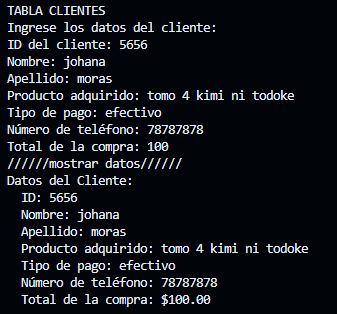 TABLA CLIENTES
Ingrese los datos del cliente:
ID del cliente: 5656
Nombre: johana
Apellido: moras
Producto adquirido: tomo 4 kimi ni todoke
Tipo de pago: efectivo
Número de teléfono: 78787878
Total de la compra: 100
//////mostrar datos//////
Datos del Cliente:
  ID: 5656
  Nombre: johana
  Apellido: moras
  Producto adquirido: tomo 4 kimi ni todoke
  Tipo de pago: efectivo
  Número de teléfono: 78787878
  Total de la compra: $100.00